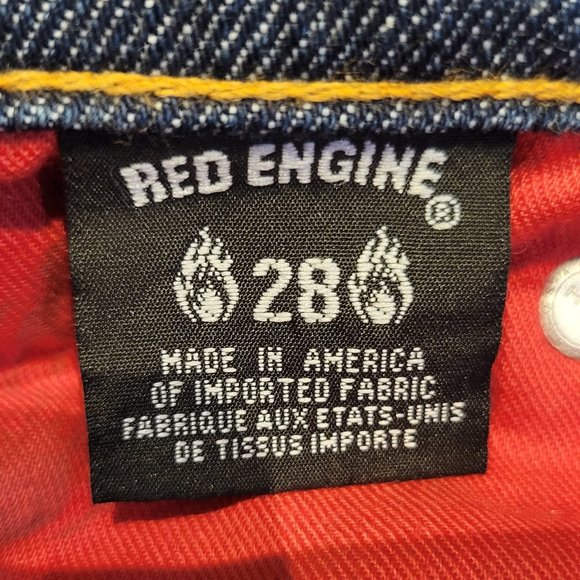 RED ENGINE®
28
MADE IN AMERICA
OF IMPORTED FABRIC
FABRIQUE AUX ETATS-UNIS
DE TISSUS IMPORTE